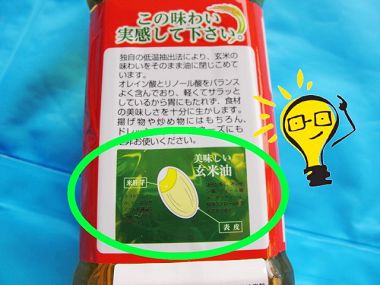 この味わい
実感して下さい。
独自の低温抽出法により、玄米の
味わいをそのまま油に閉じこめて
います。
オレイン酸とリノール酸をバランス
よく含んでおり、軽くてサラッと
しているから胃にもたれず、食材
の美味しさを十分に生かします。
揚げ物や炒め物にはもちろん、
お使いください。
美味しい
玄米油
米胚芽
表皮